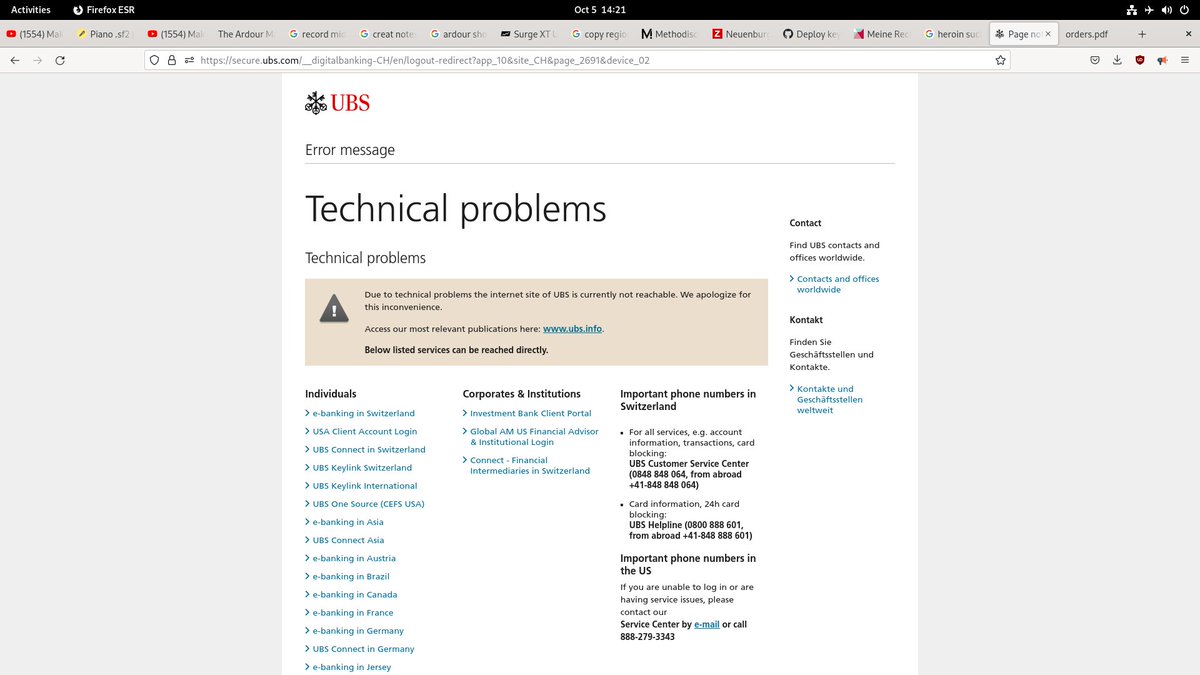 Activities
Firefox ESR
Oct 5 14:21
(1554) Mak
Piano .sf2
(1554) Mak
The Ardour M
record mi
creat note
ardour sho
Surge XT U
copy regio
Methodisc
Neuenburg
Deploy key
Meine Rec
heroin su
Page no
orders.pdf
https://secure.ubs.com/__digitalbanking-CH/en/logout-redirect?app_10&site_CH&page_2691&device_02
UBS
Error message
Technical problems
Technical problems
Due to technical problems the internet site of UBS is currently not reachable. We apologize for
this inconvenience.
Access our most relevant publications here: www.ubs.info.
Below listed services can be reached directly.
Individuals
e-banking in Switzerland
USA Client Account Login
UBS Connect in Switzerland
UBS Keylink Switzerland
UBS Keylink International
UBS One Source (CEFS USA)
e-banking in Asia
UBS Connect Asia
e-banking in Austria
e-banking in Brazil
e-banking in Canada
e-banking in France
e-banking in Germany
UBS Connect in Germany
e-banking in Jersey
Corporates & Institutions
Investment Bank Client Portal
Global AM US Financial Advisor
& Institutional Login
Connect - Financial
Intermediaries in Switzerland
Important phone numbers in
Switzerland
For all services, e.g. account
information, transactions, card
blocking:
UBS Customer Service Center
(0848 848 064, from abroad
+41-848 848 064)
Card information, 24h card
blocking:
UBS Helpline (0800 888 601,
from abroad +41-848 888 601)
Important phone numbers in
the US
If you are unable to log in or are
having service issues, please
contact our
Service Center by e-mail or call
888-279-3343
Contact
Find UBS contacts and
offices worldwide.
Contacts and offices
worldwide
Kontakt
Finden Sie
Geschäftsstellen und
Kontakte.
Kontakte und
Geschäftsstellen
weltweit